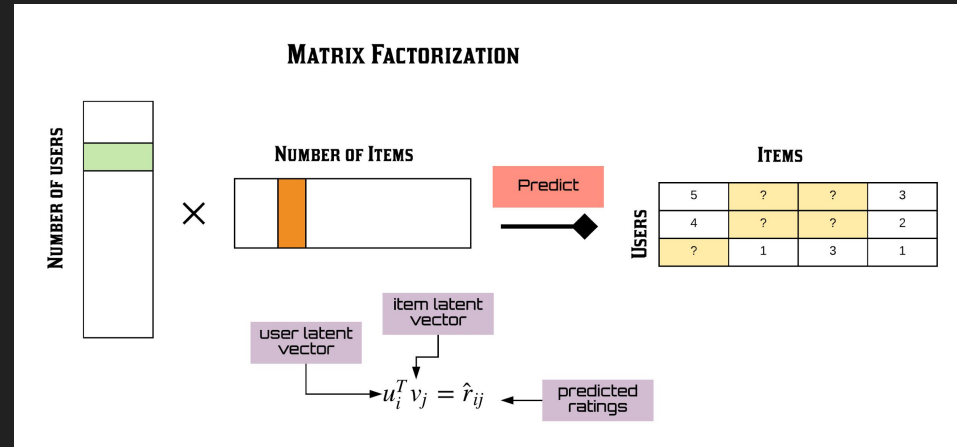 MATRIX FACTORIZATION
NUMBER OF USERS
×
NUMBER OF ITEMS
Predict
ITEMS
USERS
5 ? ? 3
4 ? ? 2
? 1 3 1
item latent
vector
user latent
vector
predicted
ratings
u_i^T v_j = r̂_ij